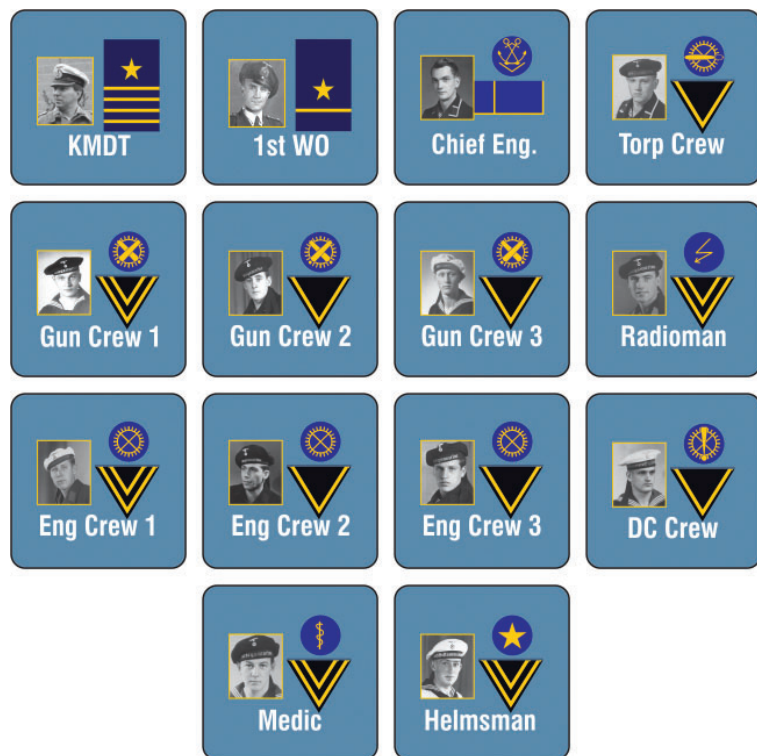 KMDT
1st WO
Chief Eng.
Torp Crew
Gun Crew 1
Gun Crew 2
Gun Crew 3
Radioman
Eng Crew 1
Eng Crew 2
Eng Crew 3
DC Crew
Medic
Helmsman